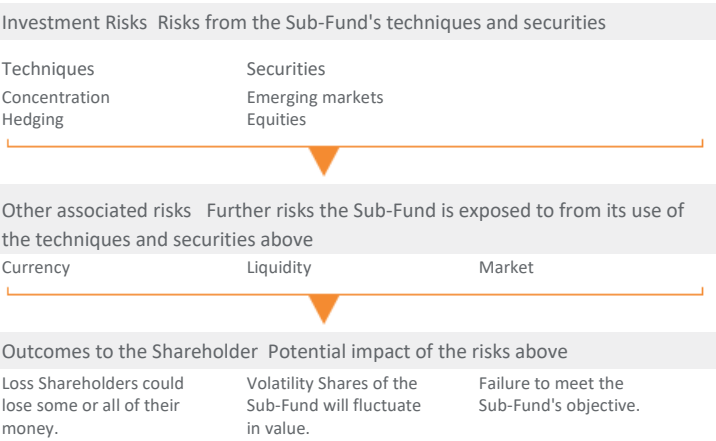 Investment Risks Risks from the Sub-Fund's techniques and securities
Techniques
Concentration
Hedging
Securities
Emerging markets
Equities
Other associated risks Further risks the Sub-Fund is exposed to from its use of
the techniques and securities above
Currency
Liquidity
Market
Outcomes to the Shareholder Potential impact of the risks above
Loss Shareholders could
lose some or all of their
money.
Volatility Shares of the
Sub-Fund will fluctuate
in value.
Failure to meet the
Sub-Fund's objective.